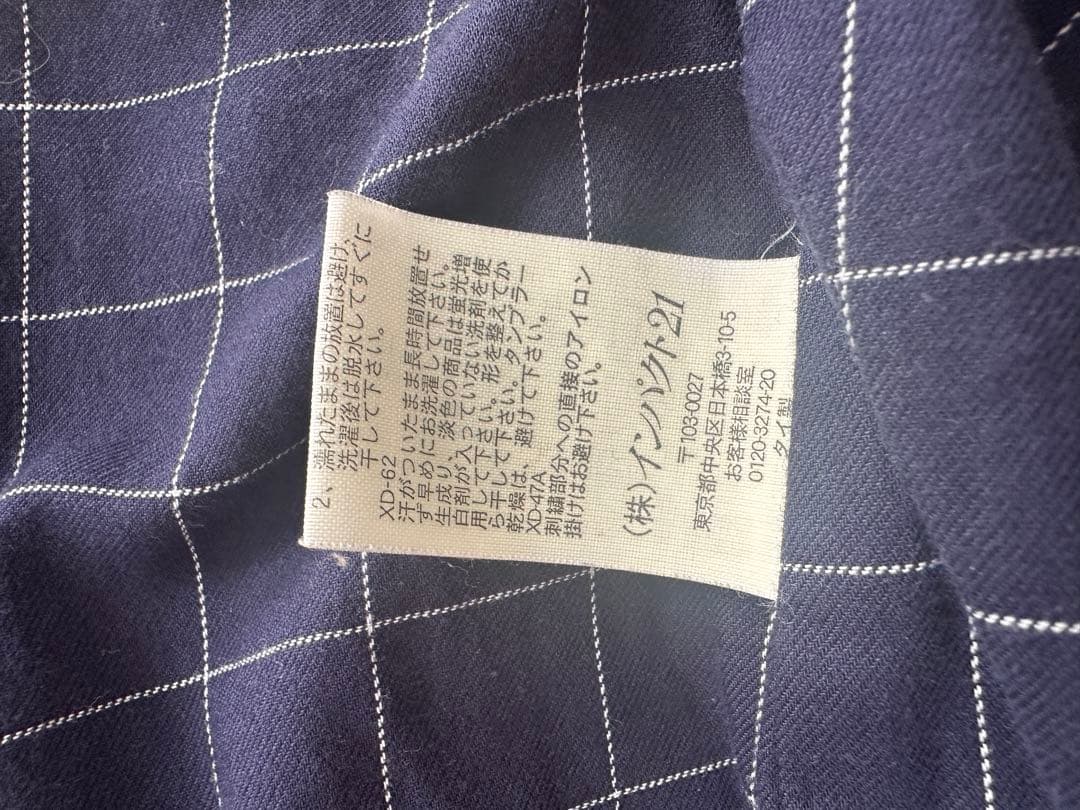 2、濡れたままの放置は避け、
洗濯後は脱水してすぐに
干して下さい。
XD-62
汗がついたまま長時間放置せ
ず早めにお洗濯して下さい。
生成り、淡色の商品は蛍光増
白剤が入っていない洗剤を使
用して下さい。形を整えてか
ら干して下さい。タンブラー
乾燥は、避けて下さい。
XD-47A
刺繍部分への直接のアイロン
掛けはお避け下さい。
(株)インパクト21
〒103-0027
東京都中央区日本橋3-10-5
お客様相談室
0120-3274-20
タイ製